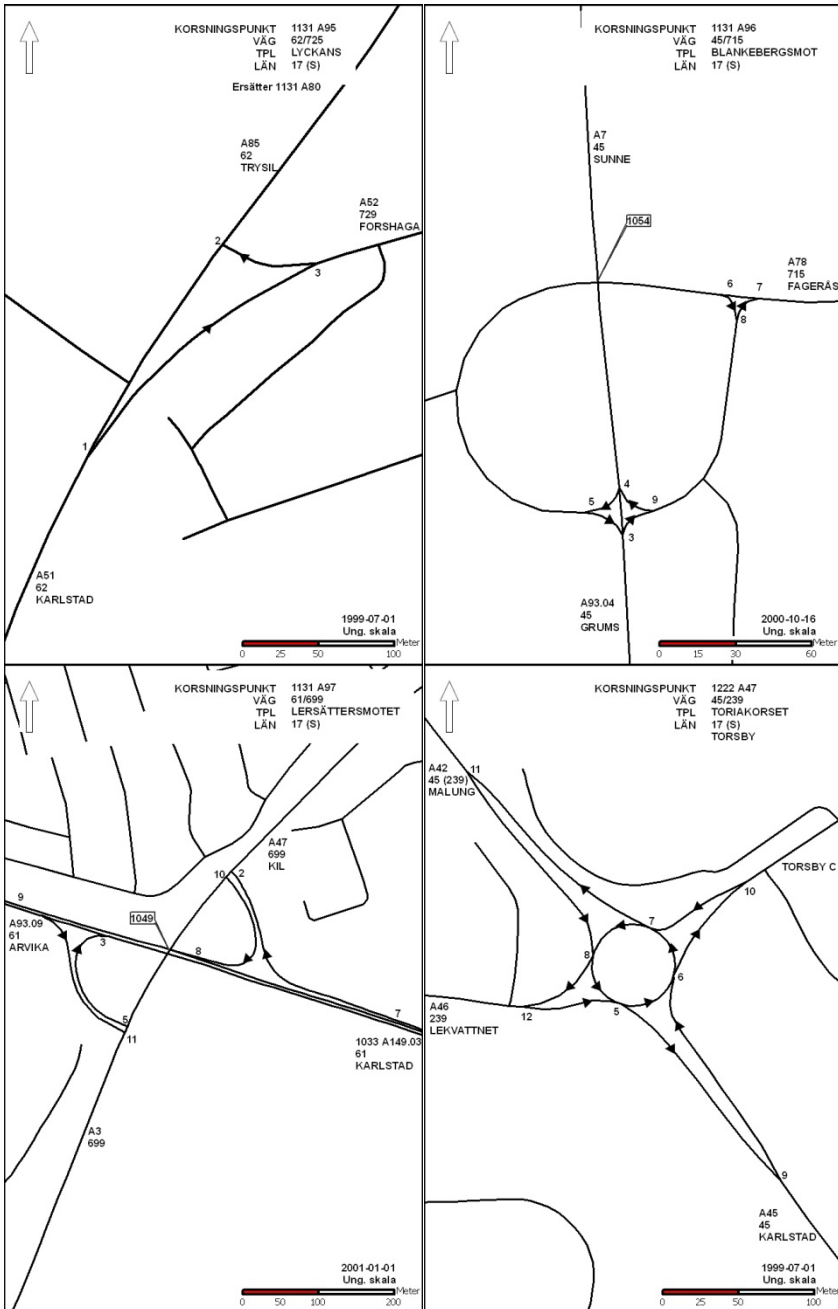 KORSNINGSPUNKT 1131 A95
VÄG 62/725
TPL LYCKANS
LÄN 17 (S)
Ersätter 1131 A80
A85
62
TRYSIL
A52
729
FORSHAGA
2
3
1
A51
62
KARLSTAD
1999-07-01
Ung. skala
Meter
0 25 50 100
KORSNINGSPUNKT 1131 A96
VÄG 45/715
TPL BLANKEBERGSMOT
LÄN 17 (S)
A7
45
SUNNE
1054
A78
715
FAGERÅS
6 7
8
4
5 9
3
A93.04
45
GRUMS
2000-10-16
Ung. skala
Meter
0 15 30 60
KORSNINGSPUNKT 1131 A97
VÄG 61/699
TPL LERSÄTTERSMOTET
LÄN 17 (S)
A47
699
KIL
10 2
9
A93.09
61
ARVIKA
1049
3
8
7
5
11
1033 A149.03
61
KARLSTAD
A3
699
2001-01-01
Ung. skala
Meter
0 50 100 200
KORSNINGSPUNKT 1222 A47
VÄG 45/239
TPL TORIAKORSET
LÄN 17 (S)
TORSBY
A42
45 (239)
MALUNG
11
TORSBY C
10
7
8
6
5
12
A46
239
LEKVATTNET
9
A45
45
KARLSTAD
1999-07-01
Ung. skala
Meter
0 25 50 100